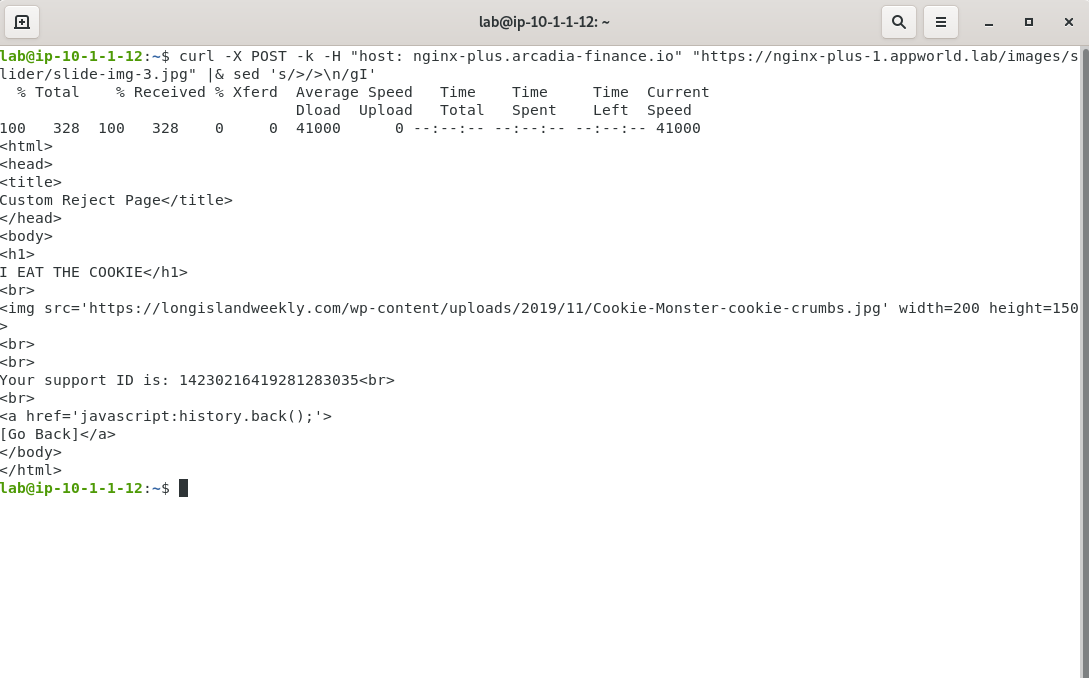 lab@ip-10-1-1-12: ~
lab@ip-10-1-1-12:~$ curl -X POST -k -H "host: nginx-plus.arcadia-finance.io" "https://nginx-plus-1.appworld.lab/images/s
lider/slide-img-3.jpg" |& sed 's/>/>\n/gI'
  % Total    % Received % Xferd  Average Speed   Time    Time     Time  Current
                                 Dload  Upload   Total   Spent    Left  Speed
100   328  100   328    0     0  41000      0 --:--:-- --:--:-- --:--:-- 41000
<html>
<head>
<title>
Custom Reject Page</title>
</head>
<body>
<h1>
I EAT THE COOKIE</h1>
<br>
<img src='https://longislandweekly.com/wp-content/uploads/2019/11/Cookie-Monster-cookie-crumbs.jpg' width=200 height=150
>
<br>
<br>
Your support ID is: 14230216419281283035<br>
<br>
<a href='javascript:history.back();'>
[Go Back]</a>
</body>
</html>
lab@ip-10-1-1-12:~$